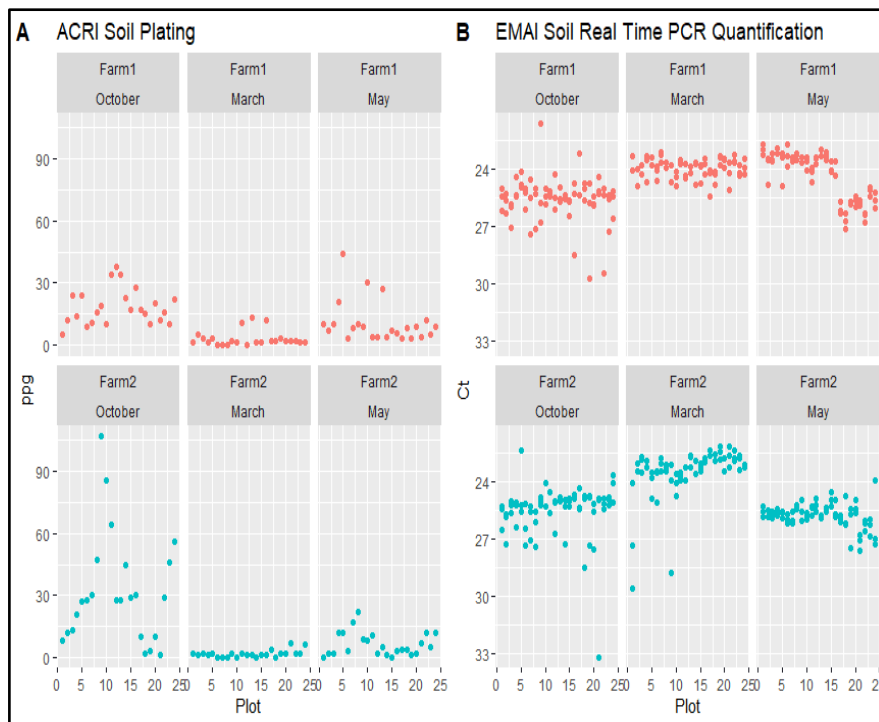 A ACRI Soil Plating
Farm1 Farm1 Farm1
October March May
90
60
30
0
ppg
Farm2 Farm2 Farm2
October March May
90
60
30
0
0 5 10 15 20 25 0 5 10 15 20 25 0 5 10 15 20 25
Plot
B EMAI Soil Real Time PCR Quantification
Farm1 Farm1 Farm1
October March May
24
27
30
33
Ct
Farm2 Farm2 Farm2
October March May
24
27
30
33
0 5 10 15 20 25 0 5 10 15 20 25 0 5 10 15 20 25
Plot